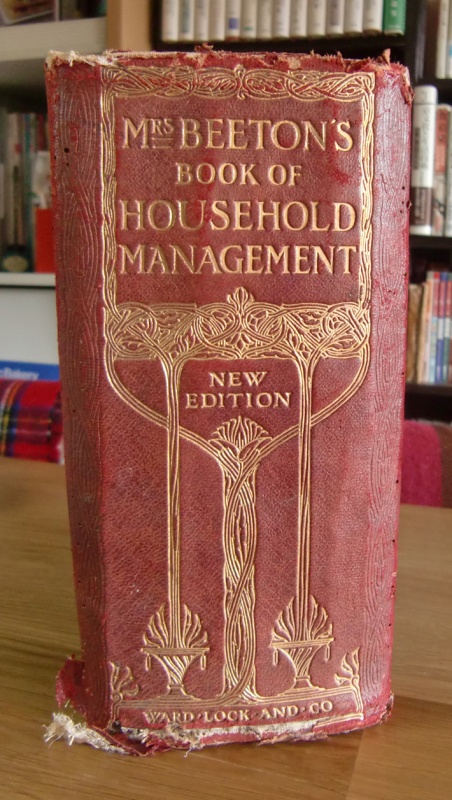 MRS BEETON'S
BOOK OF
HOUSEHOLD
MANAGEMENT
NEW
EDITION
WARD·LOCK·AND·CO